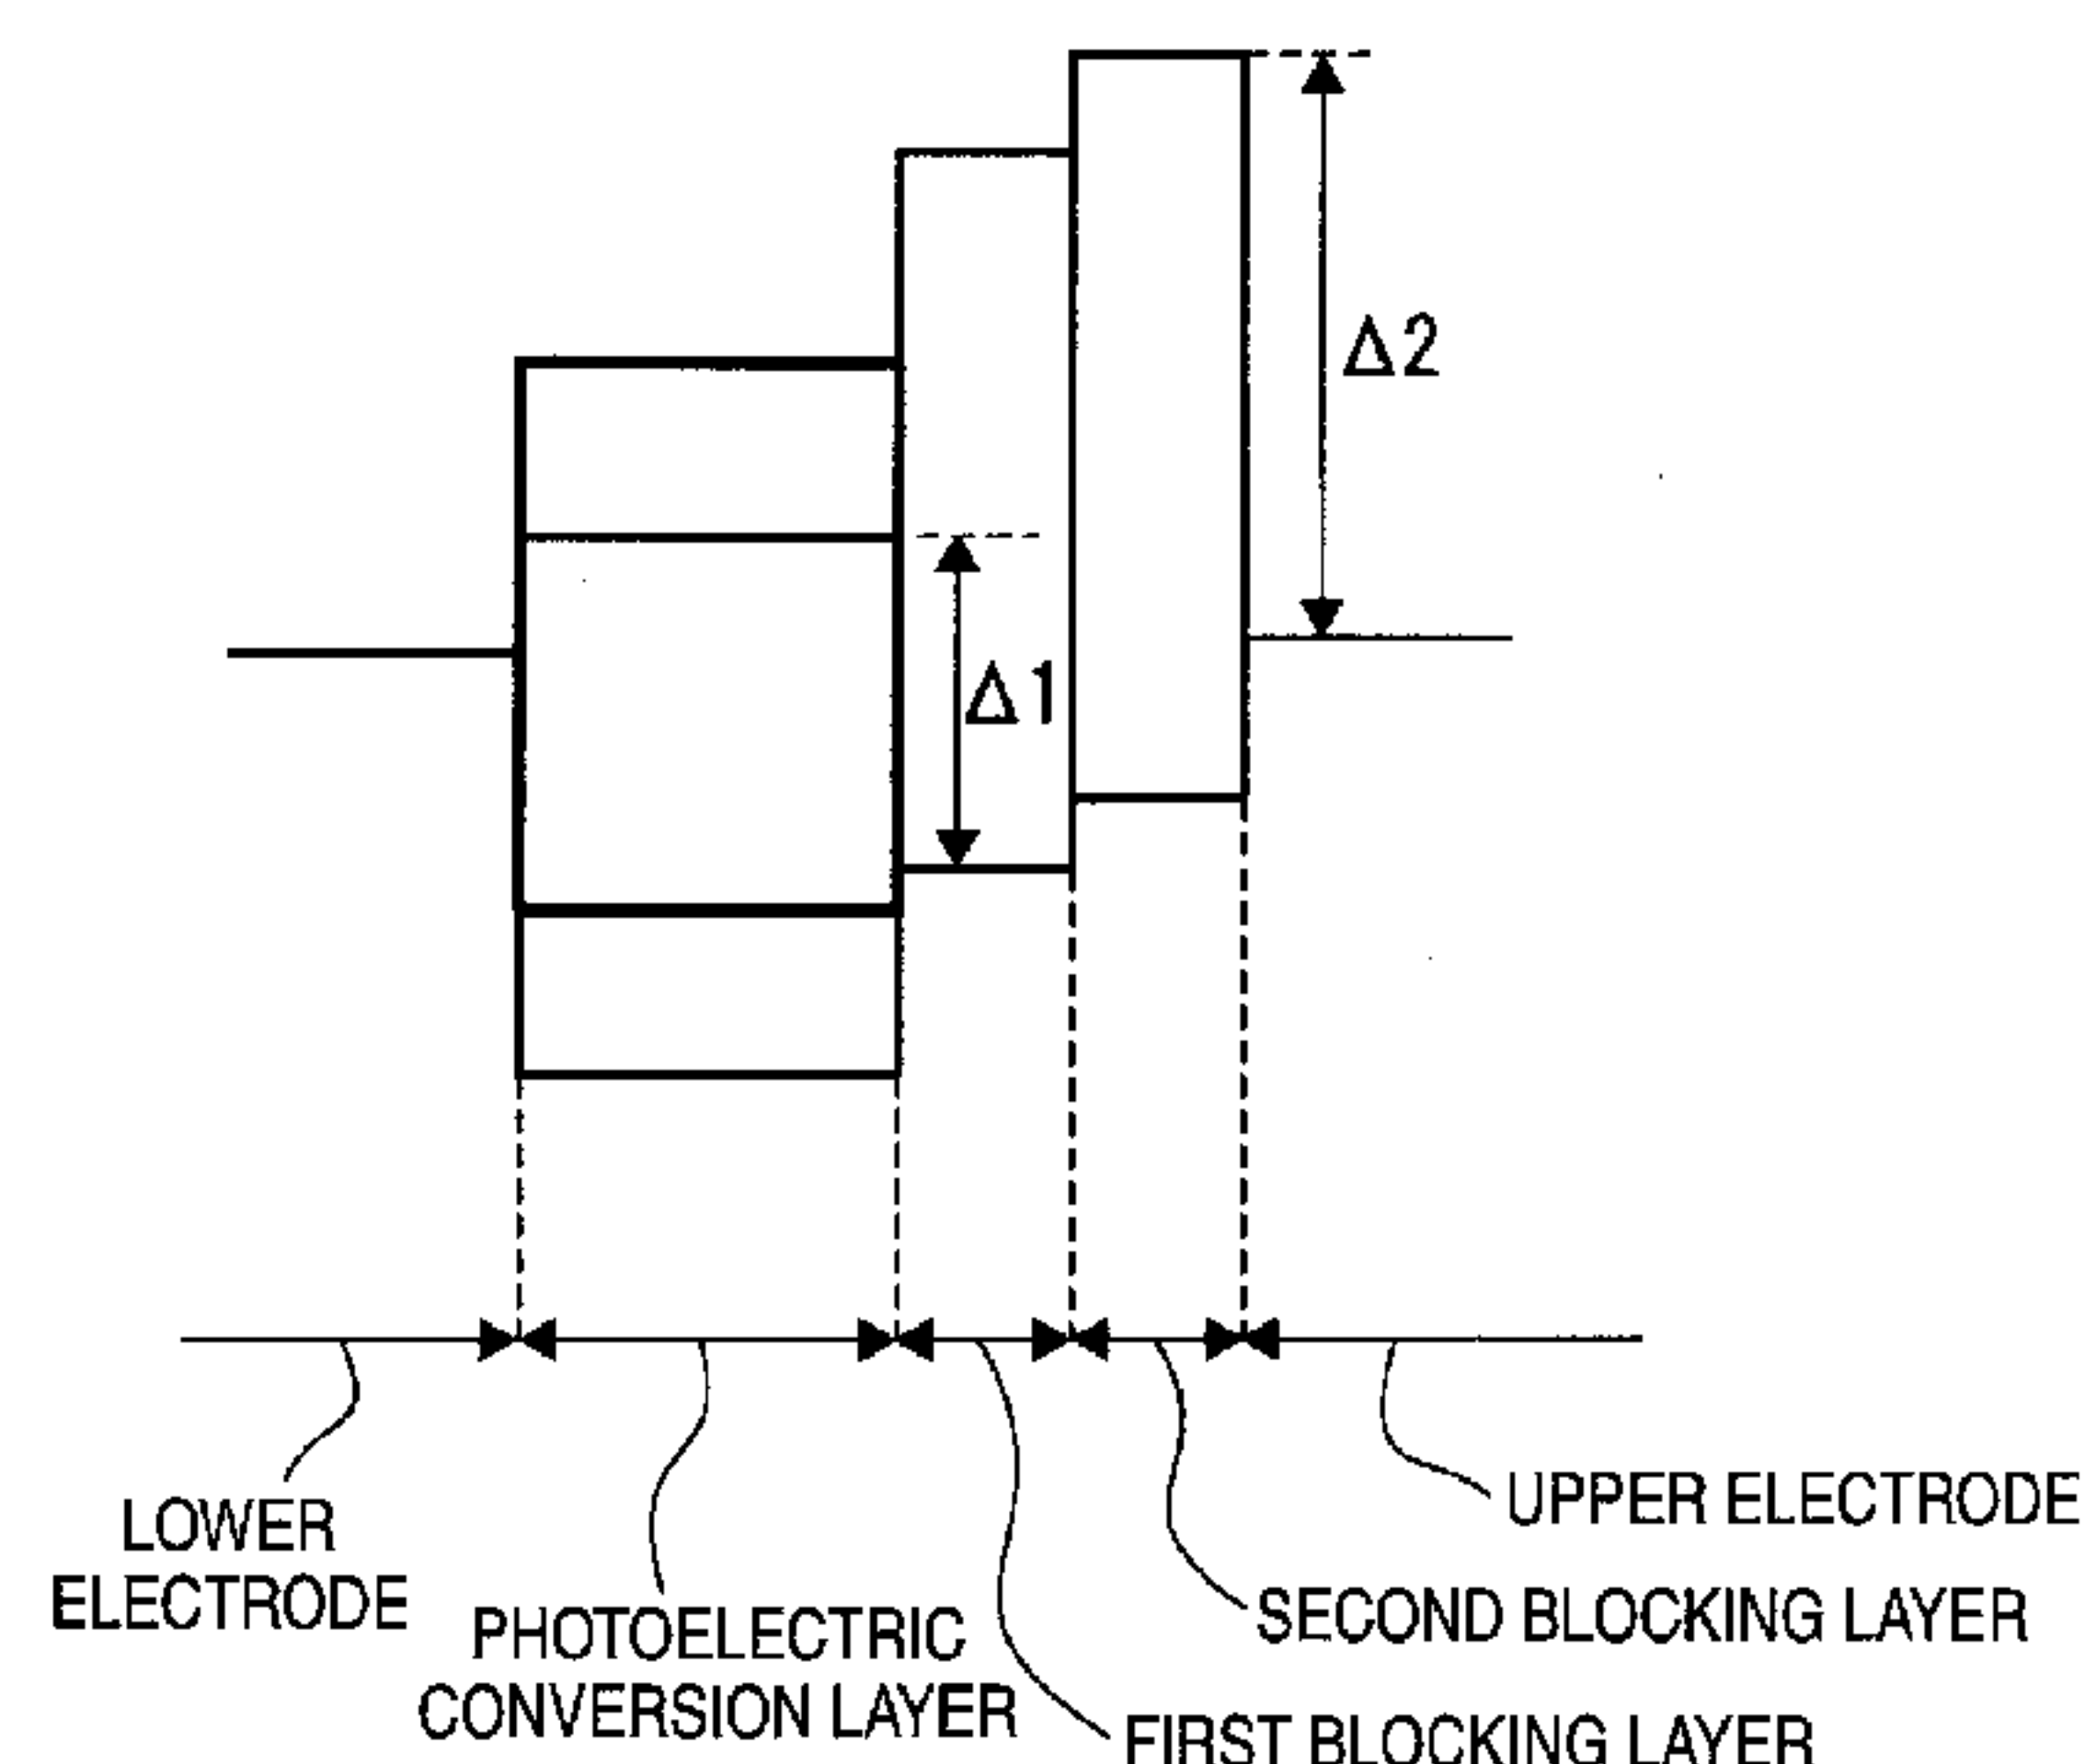 Δ2
Δ1
LOWER
ELECTRODE
PHOTOELECTRIC
CONVERSION LAYER
FIRST BLOCKING LAYER
SECOND BLOCKING LAYER
UPPER ELECTRODE